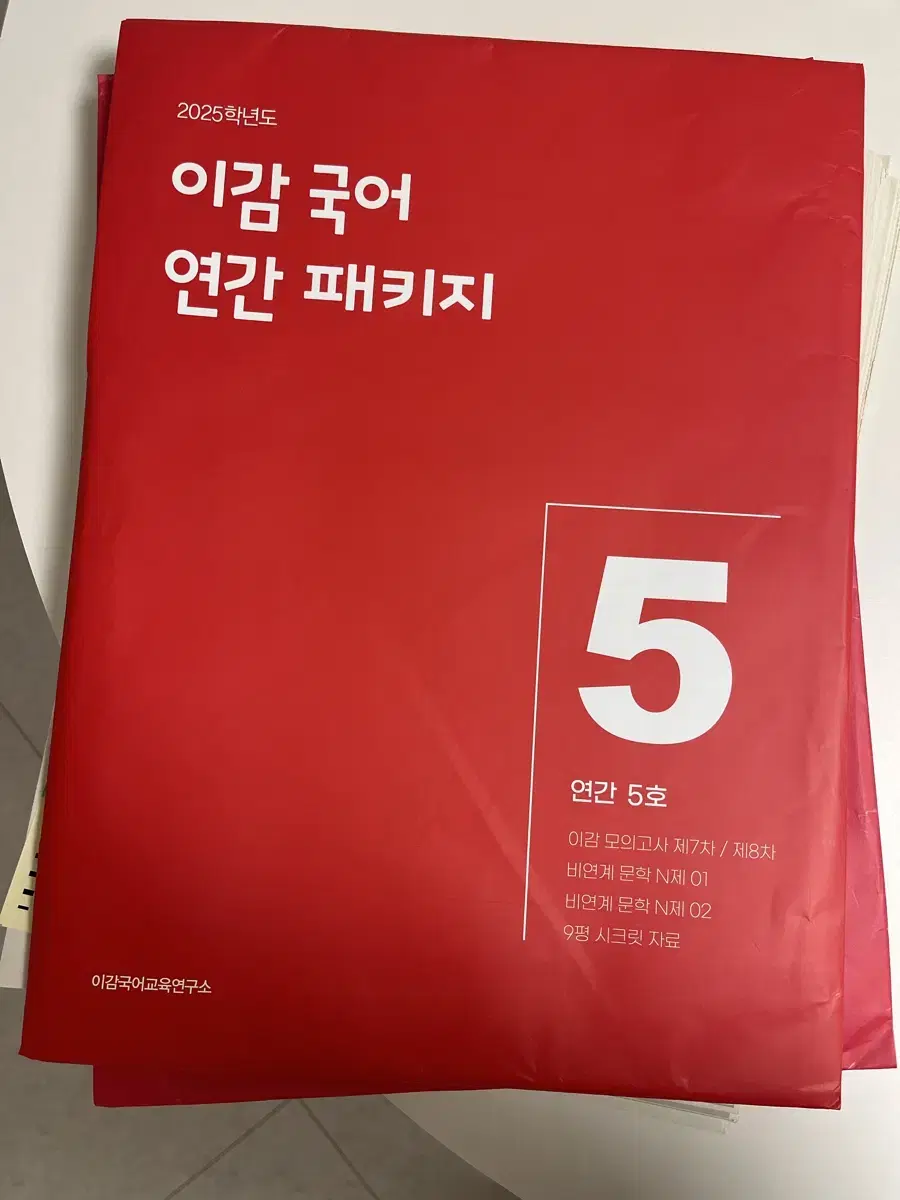 2025학년도
이감 국어
연간 패키지
5
연간 5호
이감 모의고사 제7차 / 제8차
비연계 문학 N제 01
비연계 문학 N제 02
9평 시크릿 자료
이감국어교육연구소